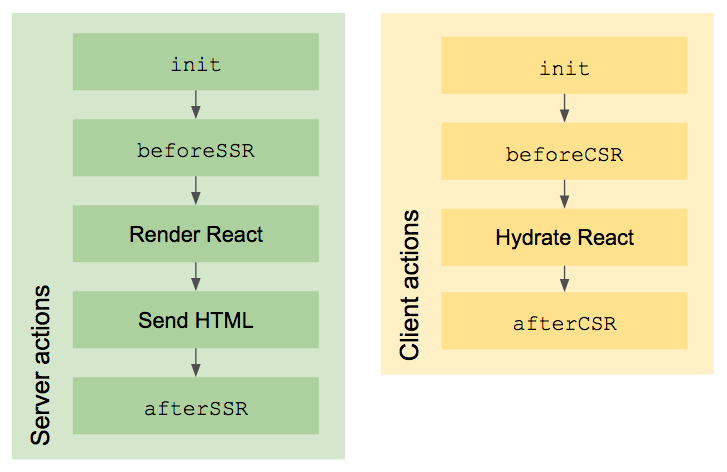 init
beforeSSR
Render React
Send HTML
afterSSR
Server actions
init
beforeCSR
Hydrate React
afterCSR
Client actions